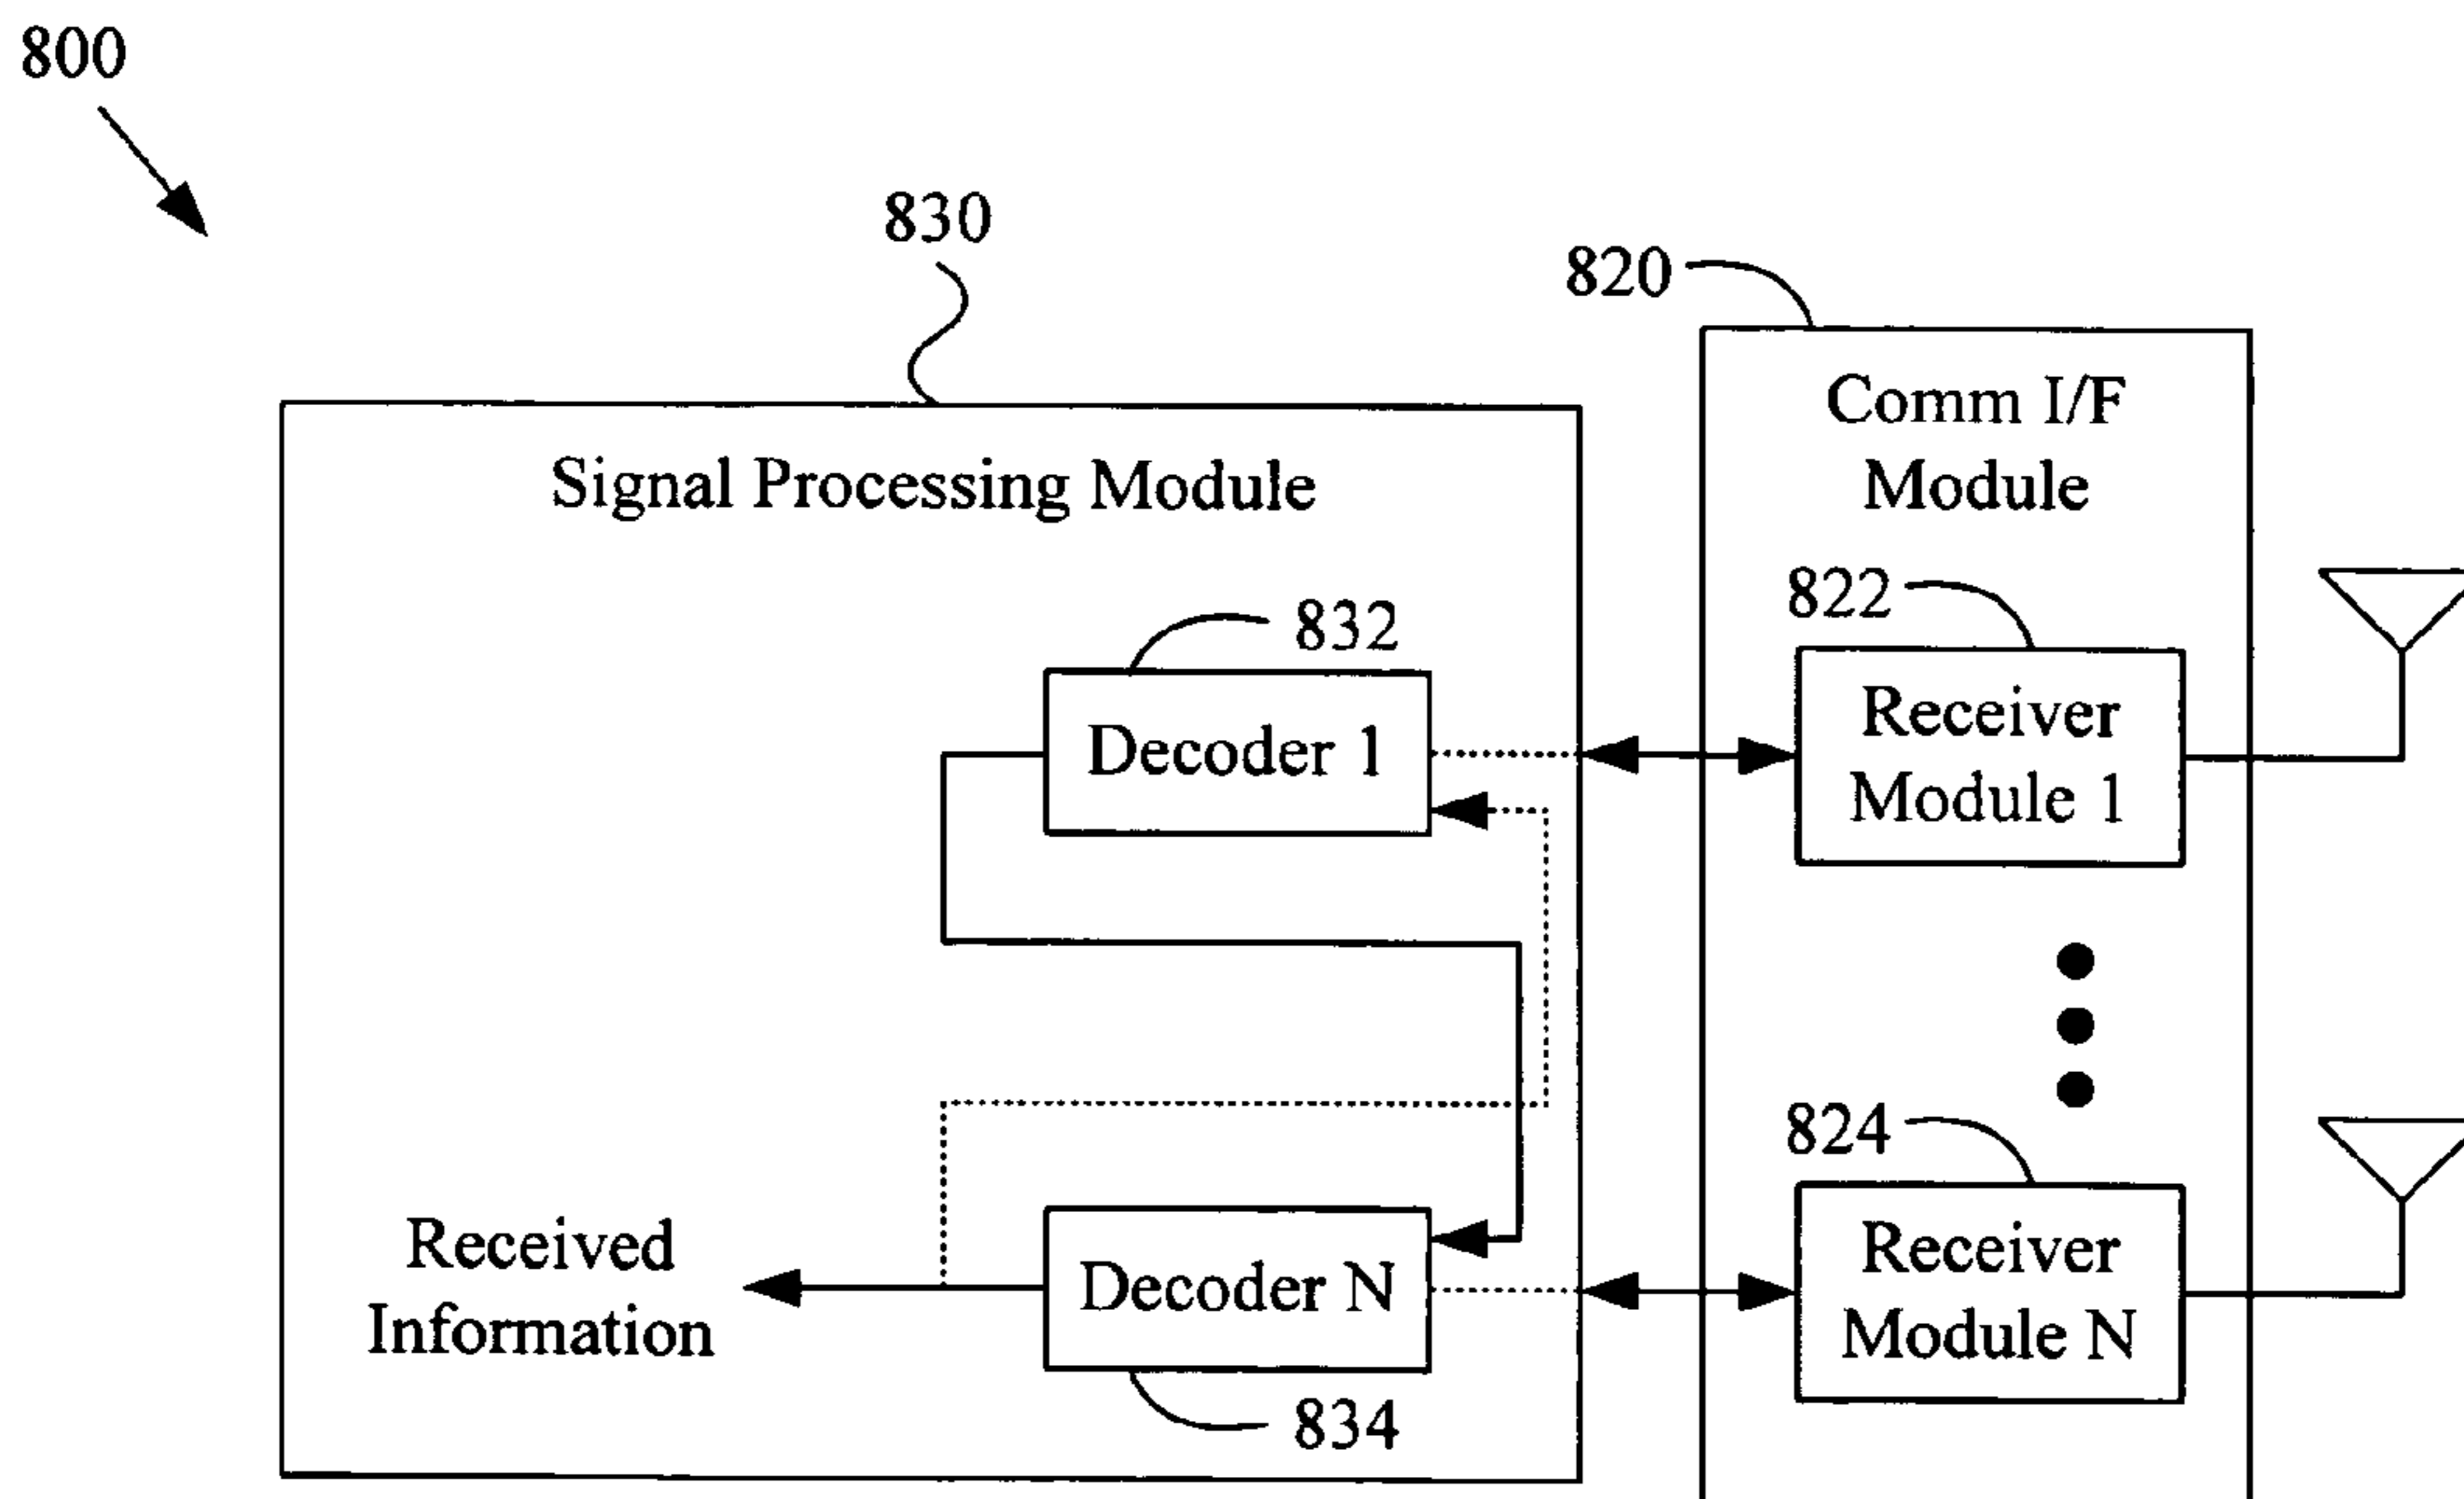 800
830
820
Comm I/F
Module
Signal Processing Module
822
832
Receiver
Module 1
Decoder 1
824
Received
Information
Decoder N
Receiver
Module N
834